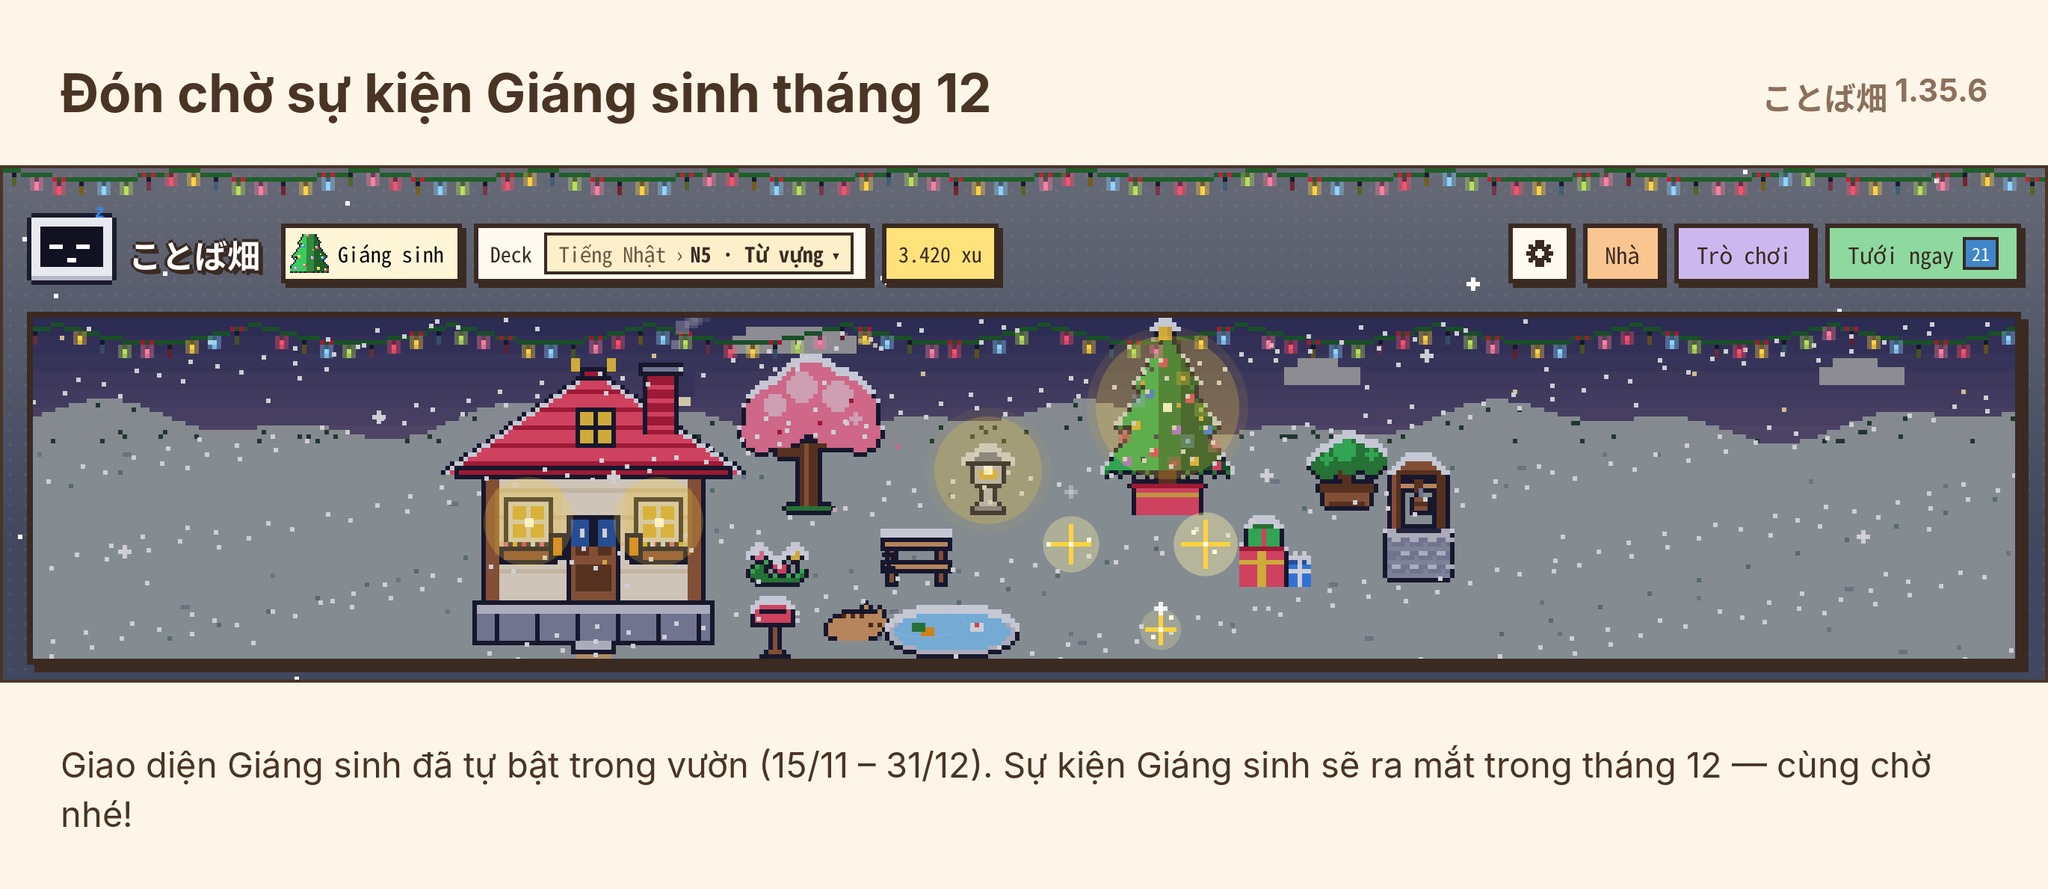 Đón chờ sự kiện Giáng sinh tháng 12
ことば畑 1.35.6
z
ことば畑
Giáng sinh
Deck Tiếng Nhật › N5 · Từ vựng ▾
3.420 xu
Nhà
Trò chơi
Tưới ngay 21
Giao diện Giáng sinh đã tự bật trong vườn (15/11 – 31/12). Sự kiện Giáng sinh sẽ ra mắt trong tháng 12 — cùng chờ
nhé!